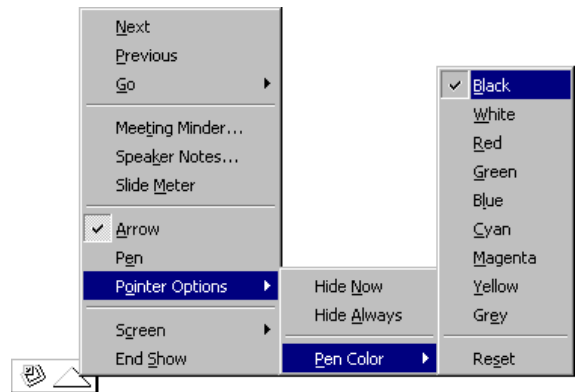 Next
Previous
Go
Meeting Minder...
Speaker Notes...
Slide Meter
Arrow
Pen
Pointer Options
Screen
End Show
Hide Now
Hide Always
Pen Color
Black
White
Red
Green
Blue
Cyan
Magenta
Yellow
Grey
Reset